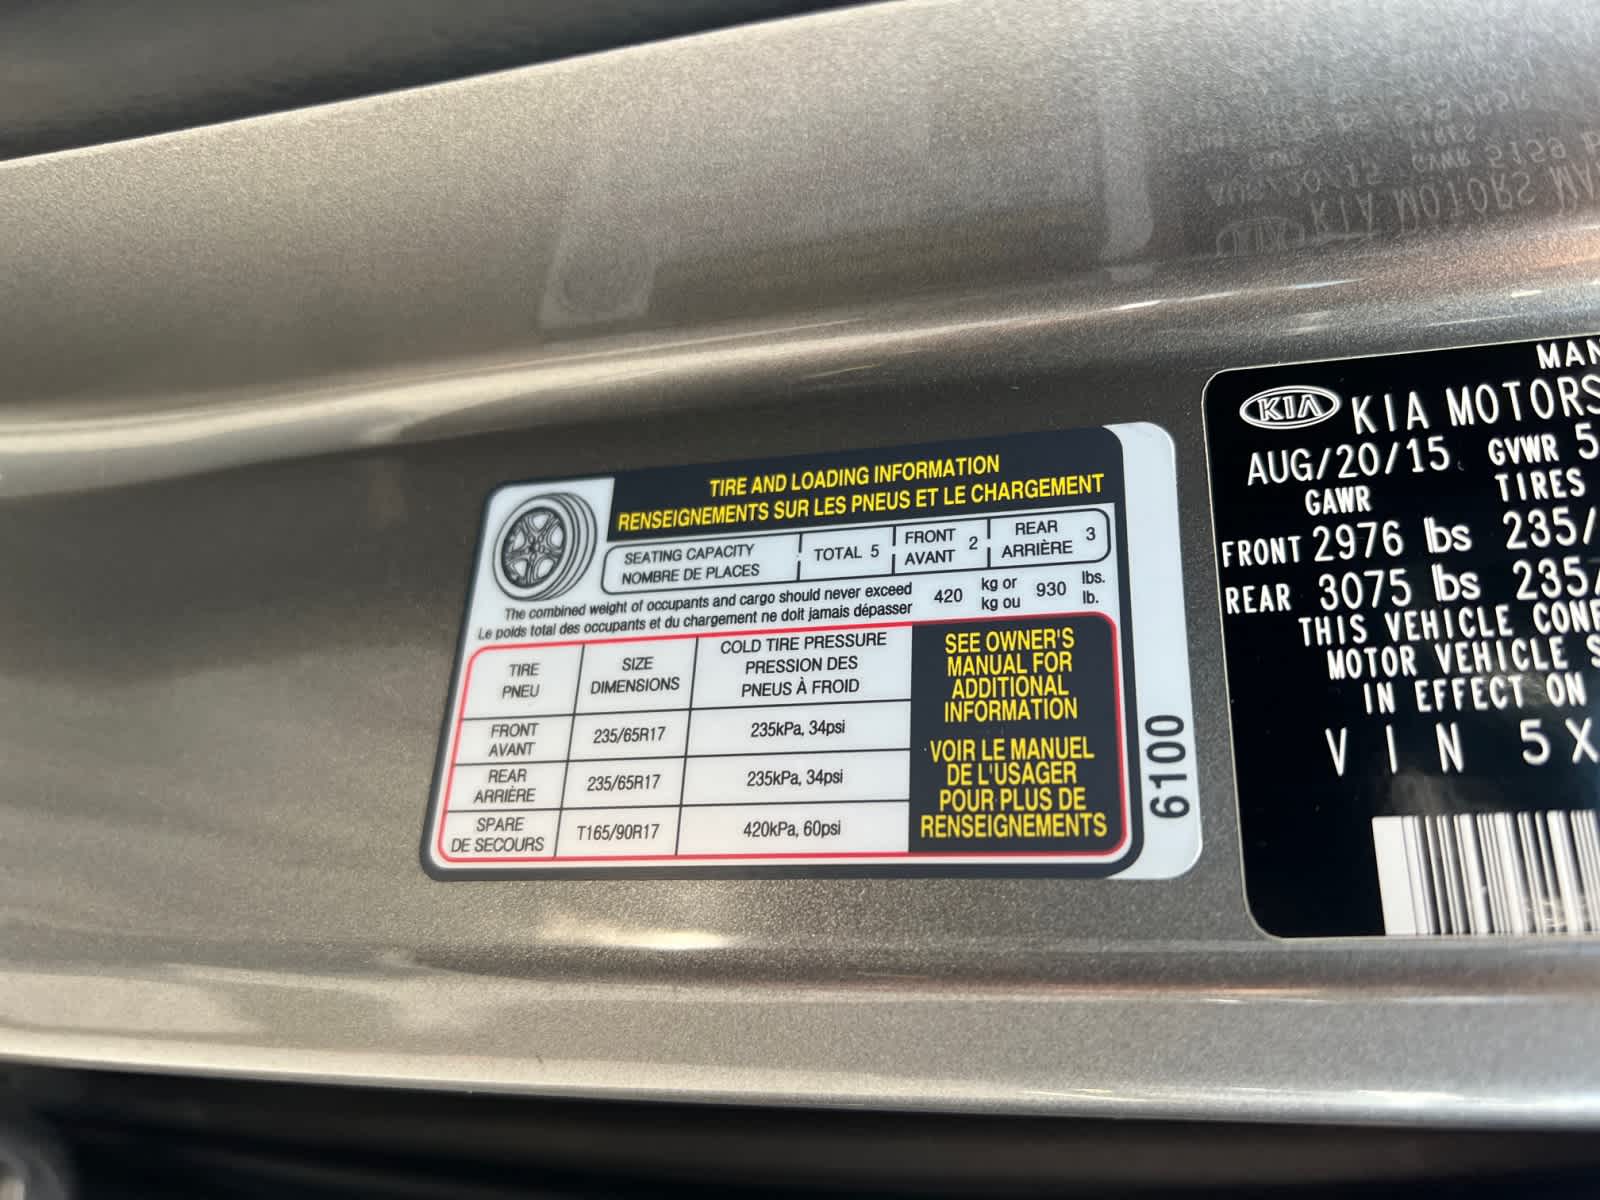 TIRE AND LOADING INFORMATION
RENSEIGNEMENTS SUR LES PNEUS ET LE CHARGEMENT
SEATING CAPACITY
NOMBRE DE PLACES
TOTAL 5
FRONT
AVANT 2
REAR
ARRIÈRE 3
The combined weight of occupants and cargo should never exceed 420 kg or 930 lbs.
Le poids total des occupants et du chargement ne doit jamais dépasser kg ou lb.
TIRE
PNEU
SIZE
DIMENSIONS
COLD TIRE PRESSURE
PRESSION DES
PNEUS À FROID
FRONT
AVANT
235/65R17
235kPa, 34psi
REAR
ARRIÈRE
235/65R17
235kPa, 34psi
SPARE
DE SECOURS
T165/90R17
420kPa, 60psi
SEE OWNER'S
MANUAL FOR
ADDITIONAL
INFORMATION
VOIR LE MANUEL
DE L'USAGER
POUR PLUS DE
RENSEIGNEMENTS
6100
MAN
KIA KIA MOTORS
AUG/20/15 GVWR 5
GAWR TIRES
FRONT 2976 lbs 235/
REAR 3075 lbs 235/
THIS VEHICLE CONF
MOTOR VEHICLE S
IN EFFECT ON
VIN 5X